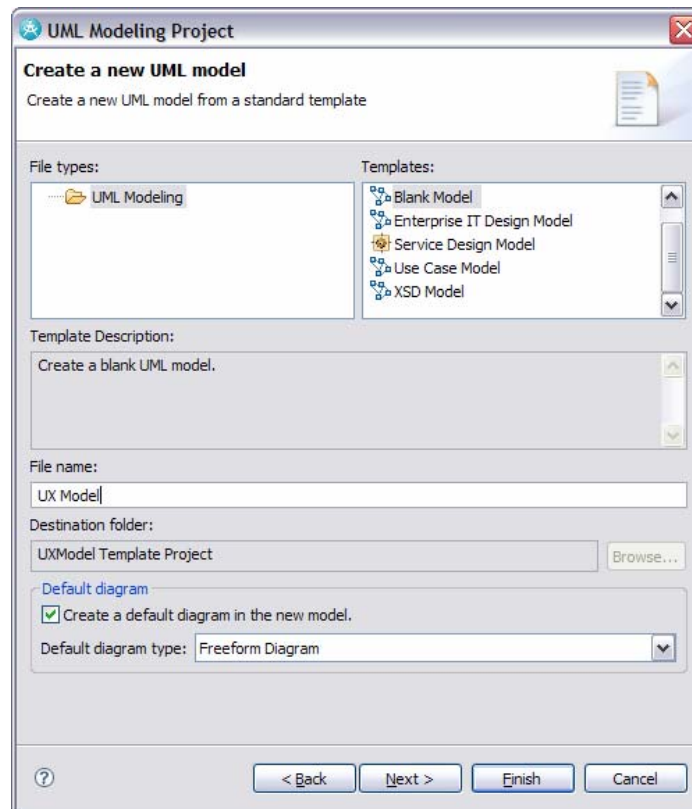 UML Modeling Project
Create a new UML model
Create a new UML model from a standard template
File types:
UML Modeling
Templates:
Blank Model
Enterprise IT Design Model
Service Design Model
Use Case Model
XSD Model
Template Description:
Create a blank UML model.
File name:
UX Model
Destination folder:
UXModel Template Project
Browse...
Default diagram
Create a default diagram in the new model.
Default diagram type: Freeform Diagram
? < Back Next > Finish Cancel